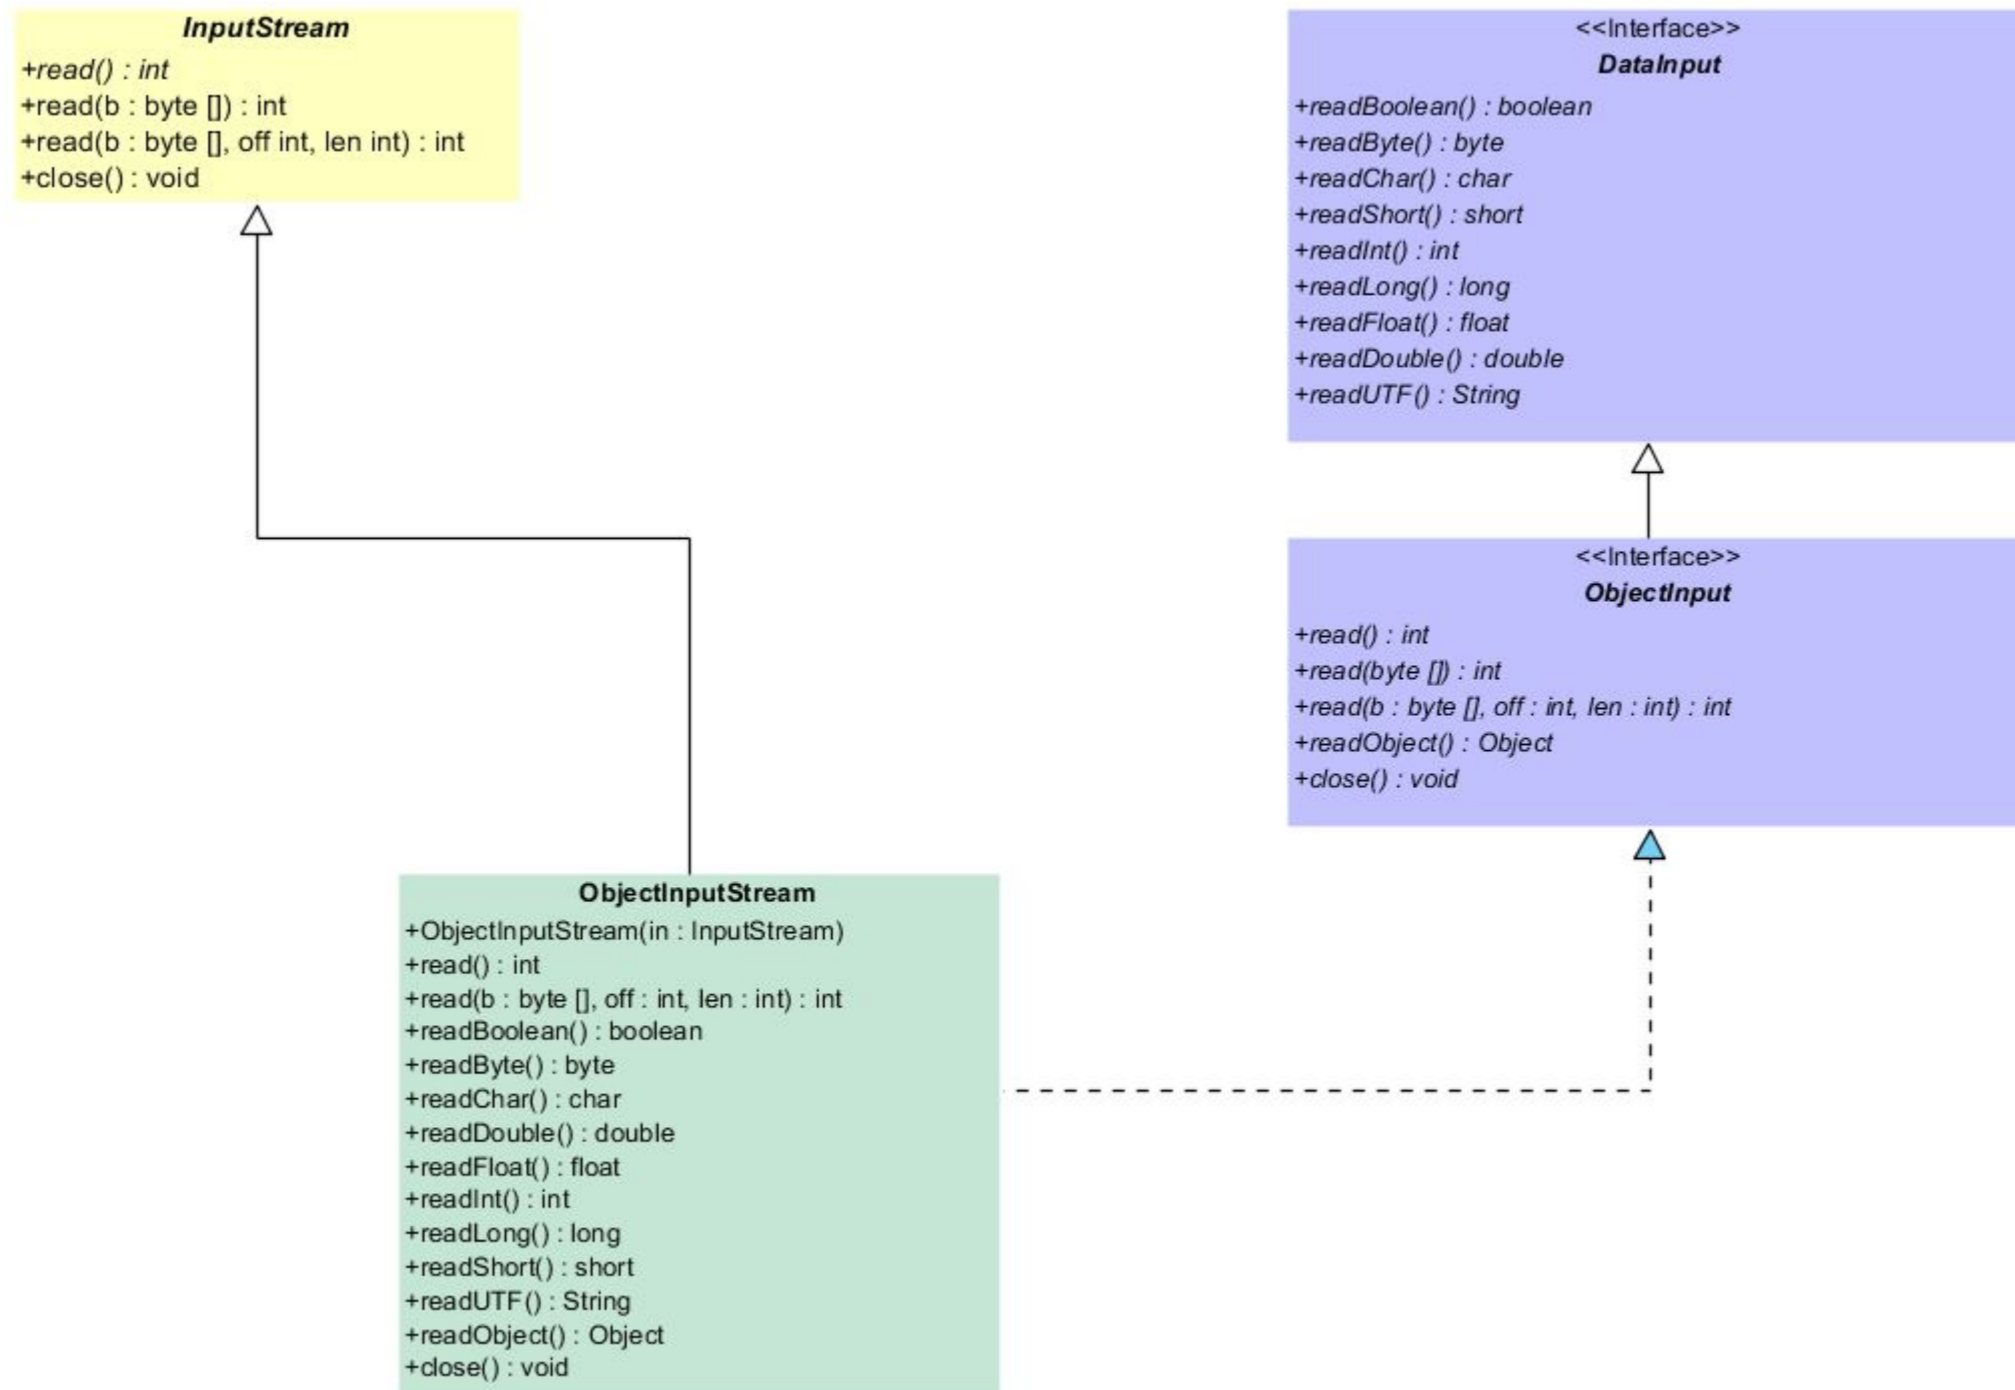 InputStream
+read() : int
+read(b : byte []) : int
+read(b : byte [], off int, len int) : int
+close() : void
<<Interface>>
DataInput
+readBoolean() : boolean
+readByte() : byte
+readChar() : char
+readShort() : short
+readInt() : int
+readLong() : long
+readFloat() : float
+readDouble() : double
+readUTF() : String
<<Interface>>
ObjectInput
+read() : int
+read(byte []) : int
+read(b : byte [], off : int, len : int) : int
+readObject() : Object
+close() : void
ObjectInputStream
+ObjectInputStream(in : InputStream)
+read() : int
+read(b : byte [], off : int, len : int) : int
+readBoolean() : boolean
+readByte() : byte
+readChar() : char
+readDouble() : double
+readFloat() : float
+readInt() : int
+readLong() : long
+readShort() : short
+readUTF() : String
+readObject() : Object
+close() : void